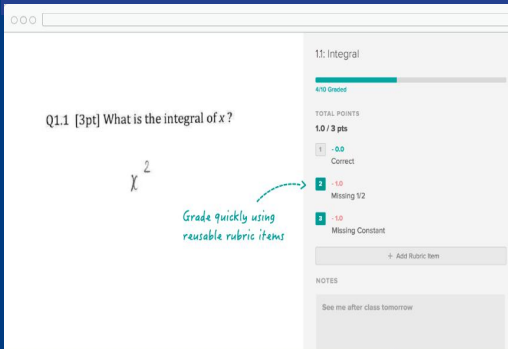 1.1: Integral
4/10 Graded
TOTAL POINTS
1.0 / 3 pts
Q1.1 [3pt] What is the integral of x ?
x²
1 - 0.0
Correct
2 - 1.0
Missing 1/2
3 - 1.0
Missing Constant
Grade quickly using
reusable rubric items
+ Add Rubric Item
NOTES
See me after class tomorrow